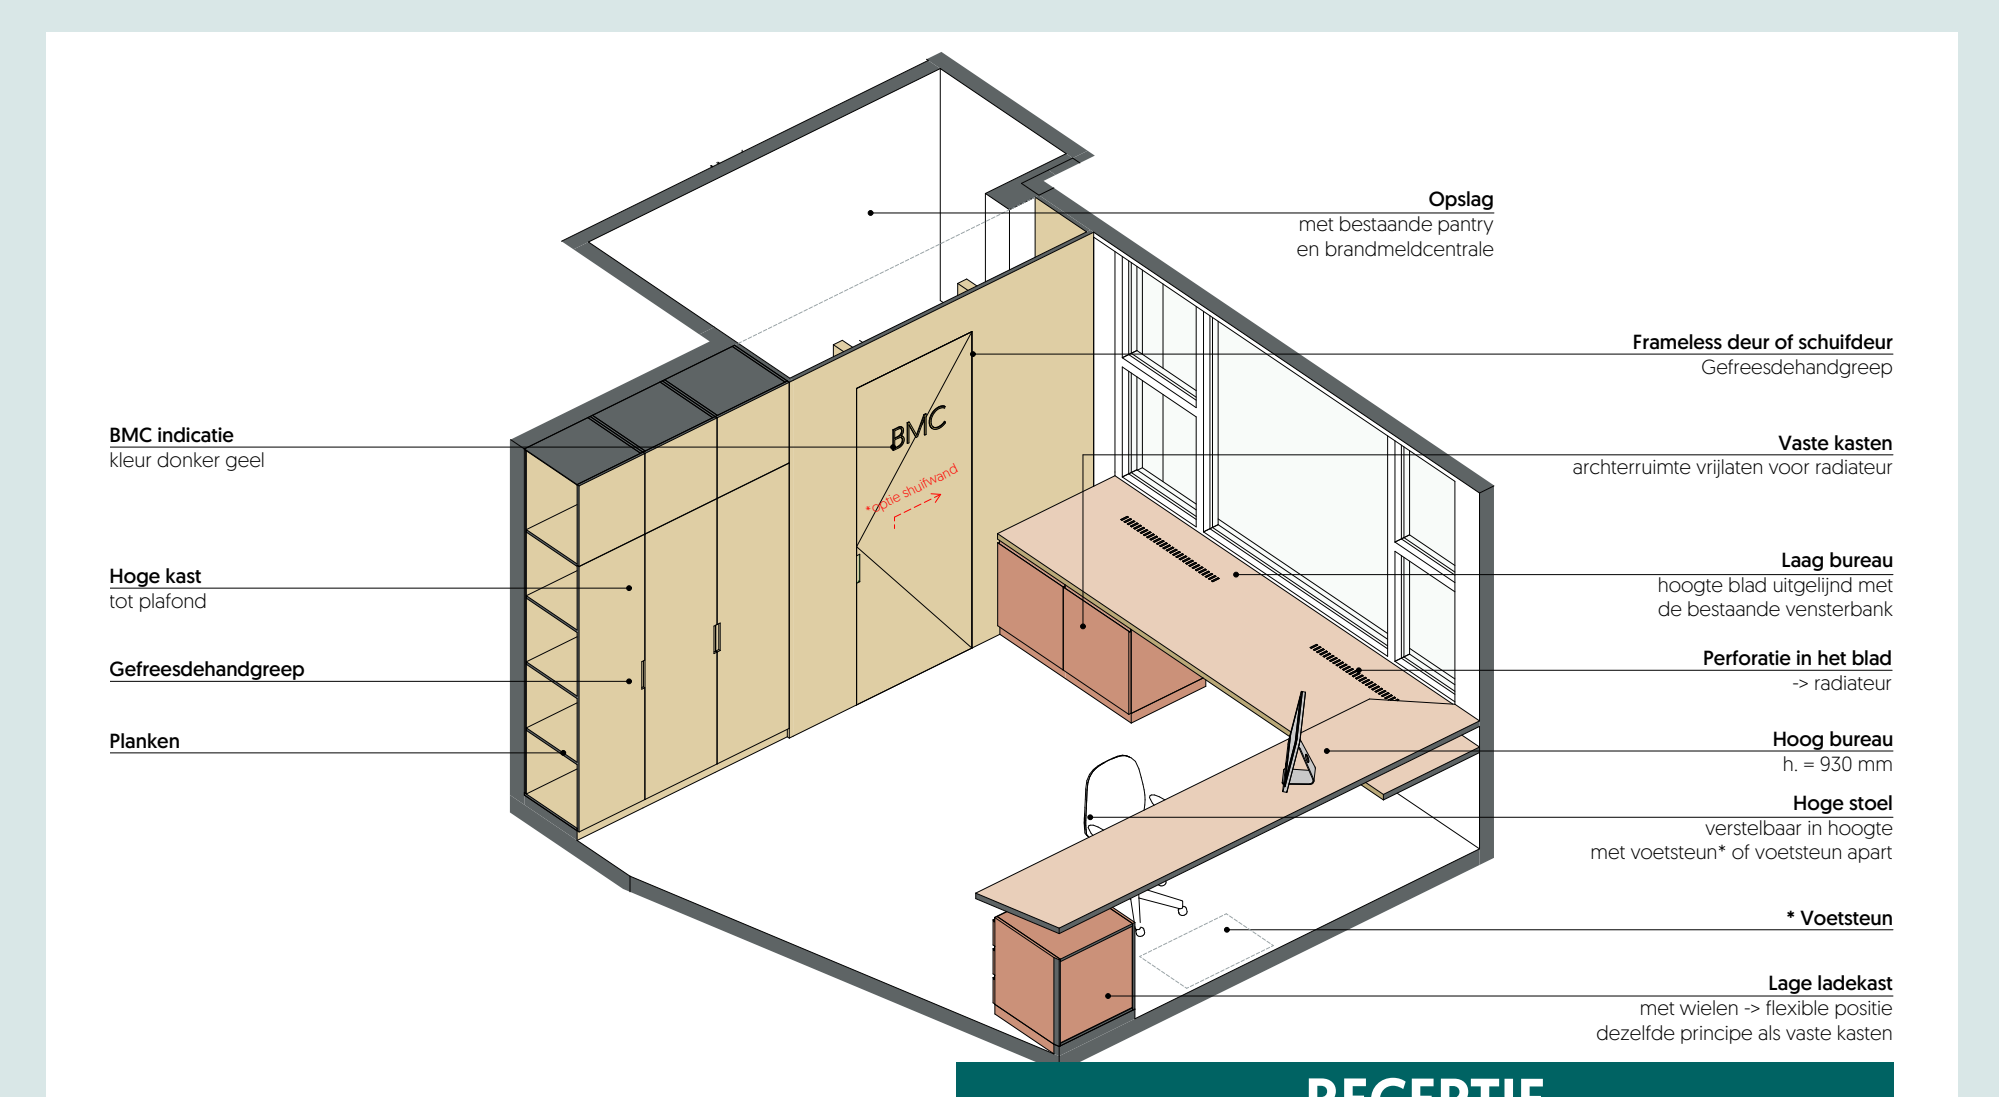 Opslag
met bestaande pantry
en brandmeldcentrale
Frameless deur of schuifdeur
Gefreesdehandgreep
BMC
*optie shuifwand
BMC indicatie
kleur donker geel
Vaste kasten
archterruimte vrijlaten voor radiateur
Hoge kast
tot plafond
Laag bureau
hoogte blad uitgelijnd met
de bestaande vensterbank
Gefreesdehandgreep
Perforatie in het blad
-> radiateur
Planken
Hoog bureau
h. = 930 mm
Hoge stoel
verstelbaar in hoogte
met voetsteun* of voetsteun apart
* Voetsteun
Lage ladekast
met wielen -> flexible positie
dezelfde principe als vaste kasten
RECEPTIE